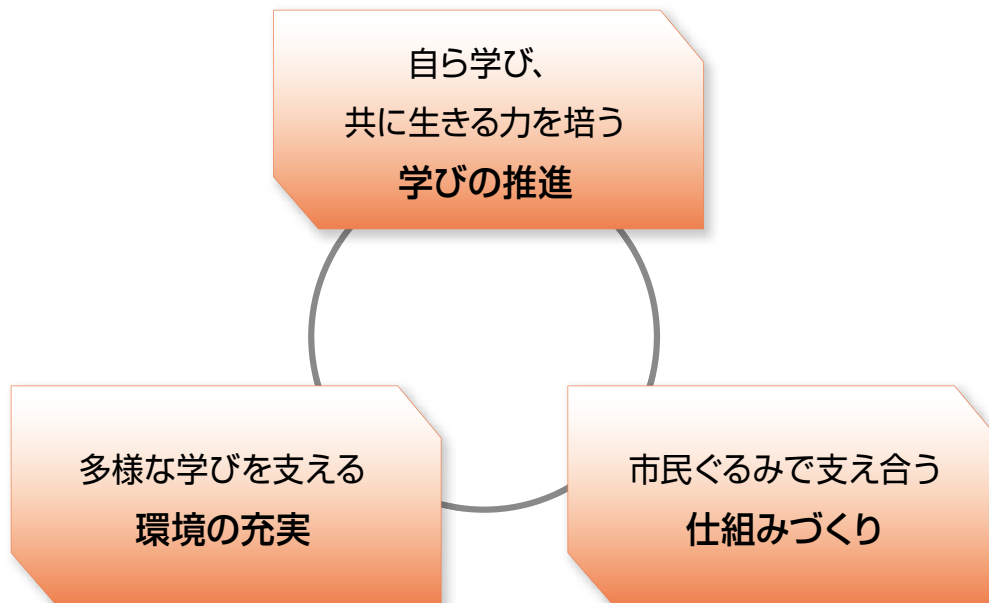 自ら学び、
共に生きる力を培う
学びの推進
多様な学びを支える
環境の充実
市民ぐるみで支え合う
仕組みづくり